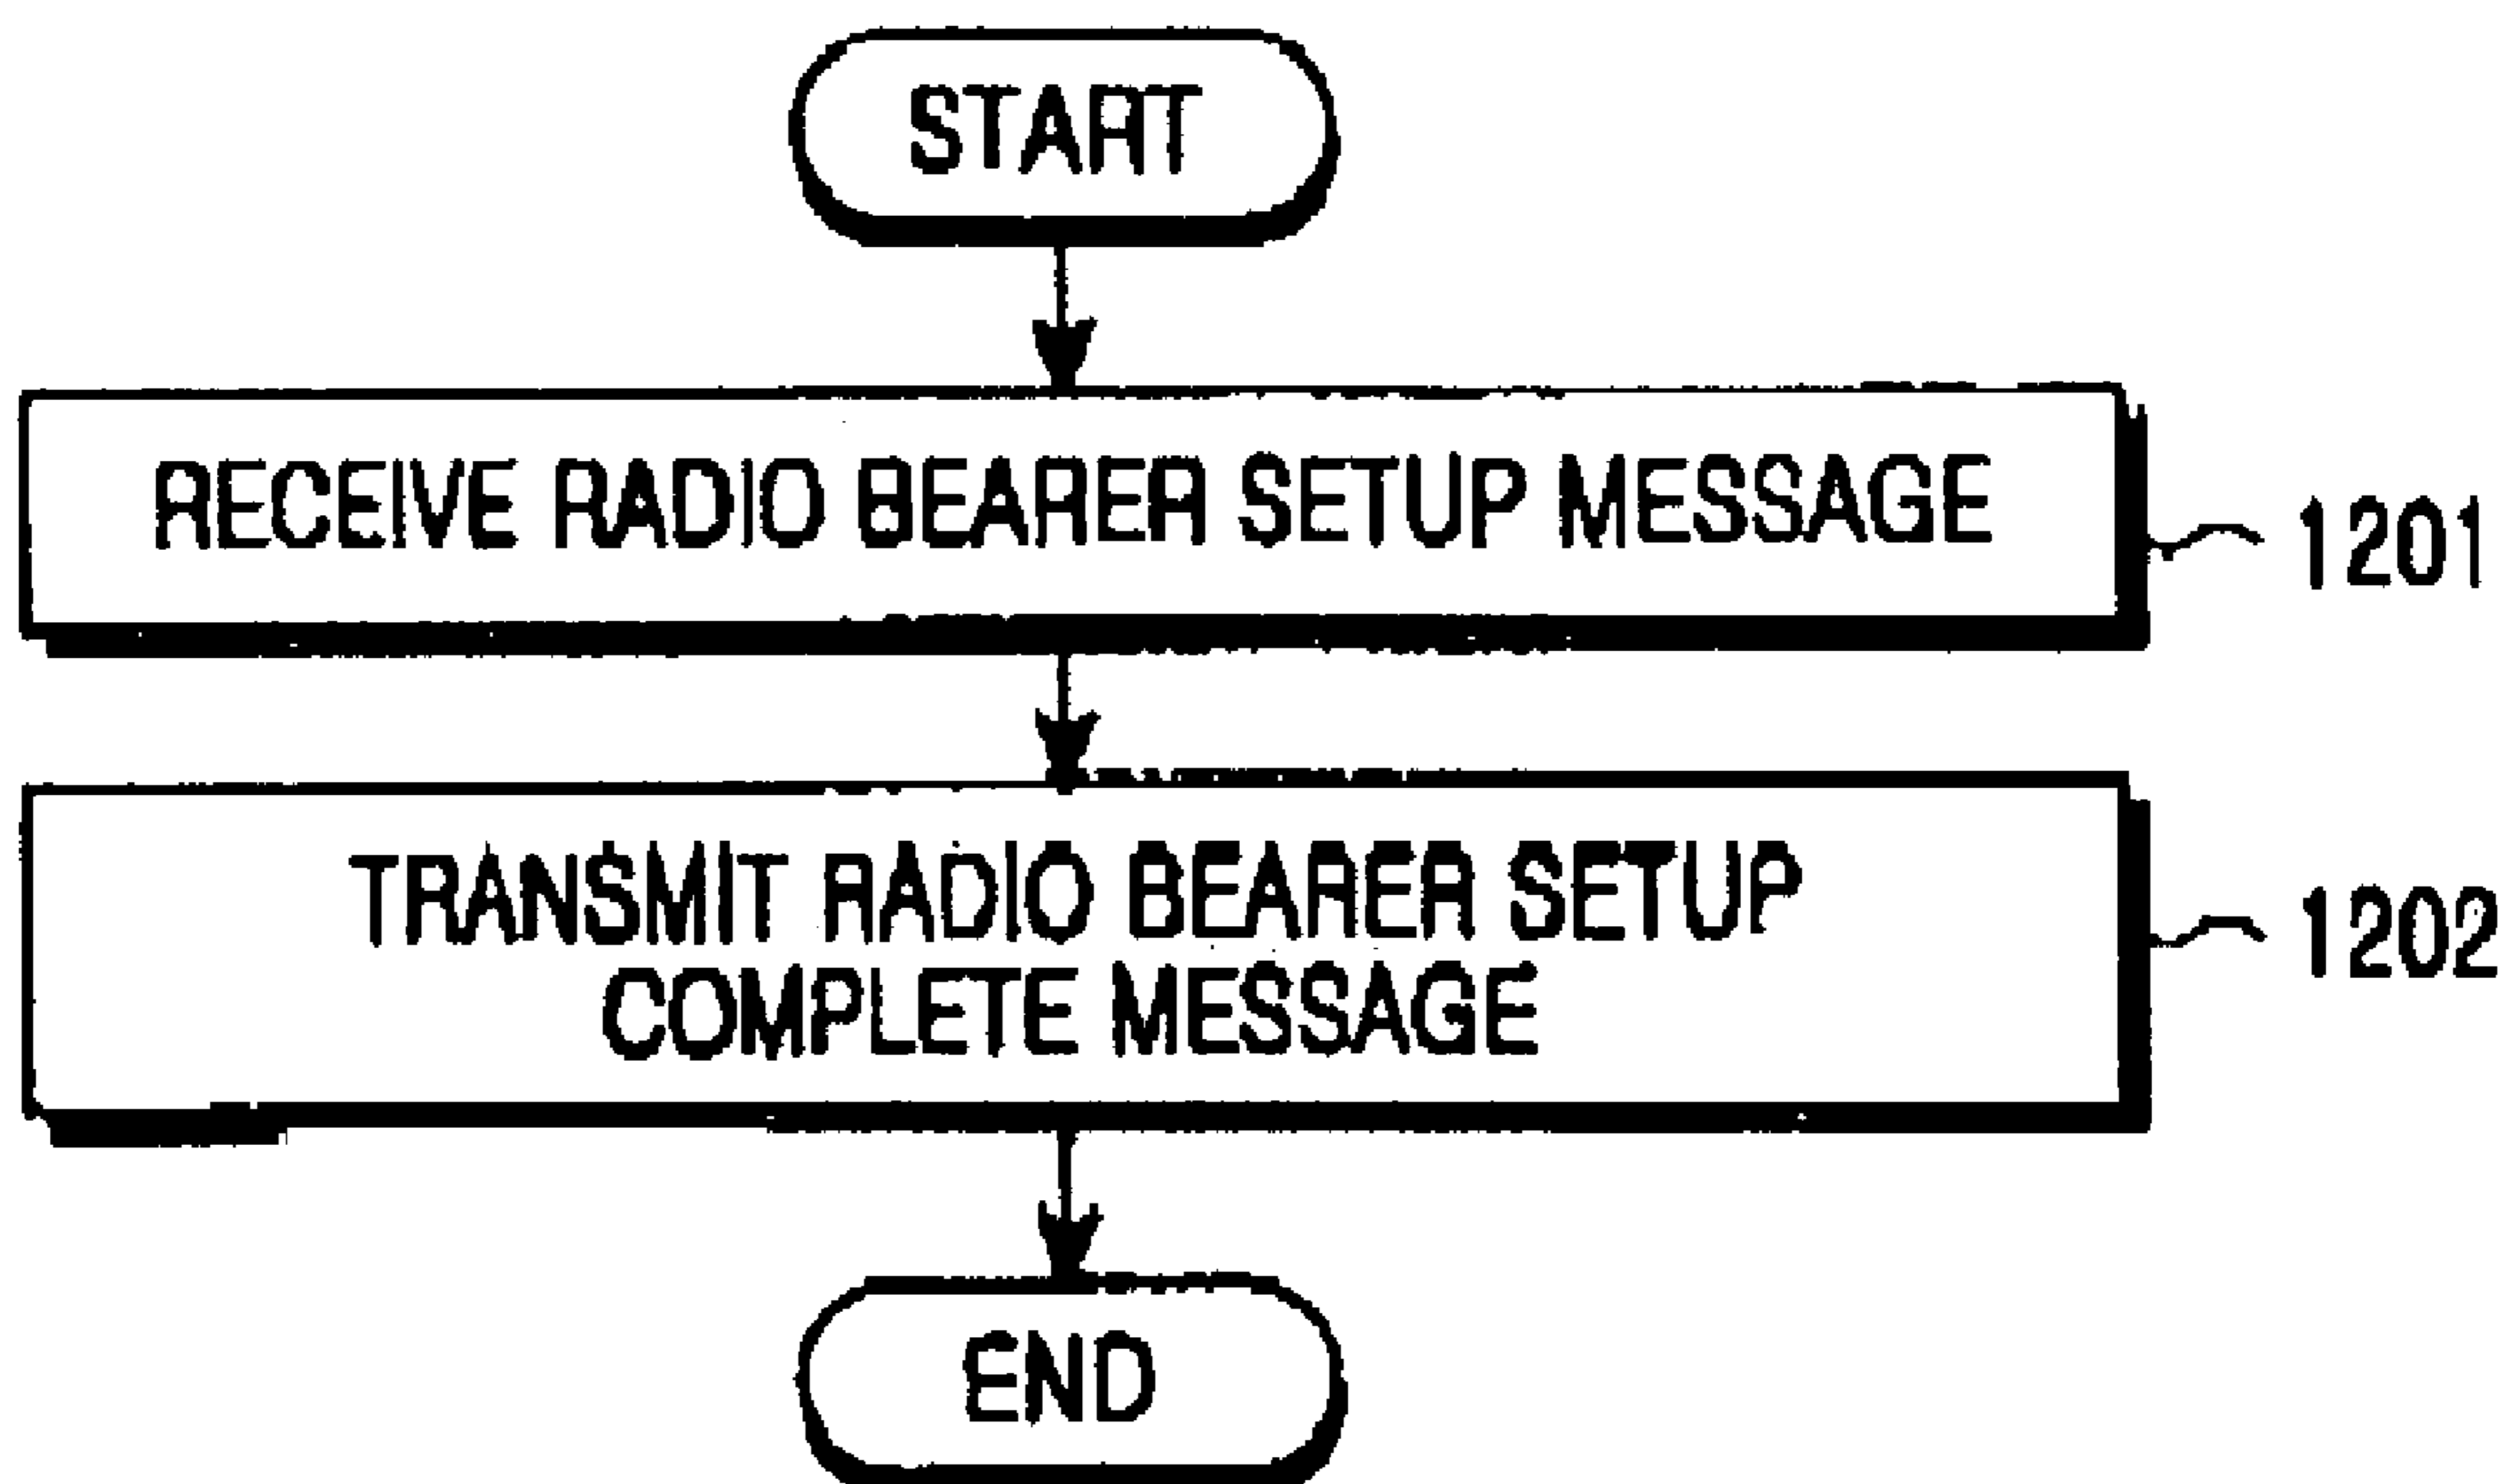 START
RECEIVE RADIO BEARER SETUP MESSAGE
1201
TRANSMIT RADIO BEARER SETUP
COMPLETE MESSAGE
1202
END